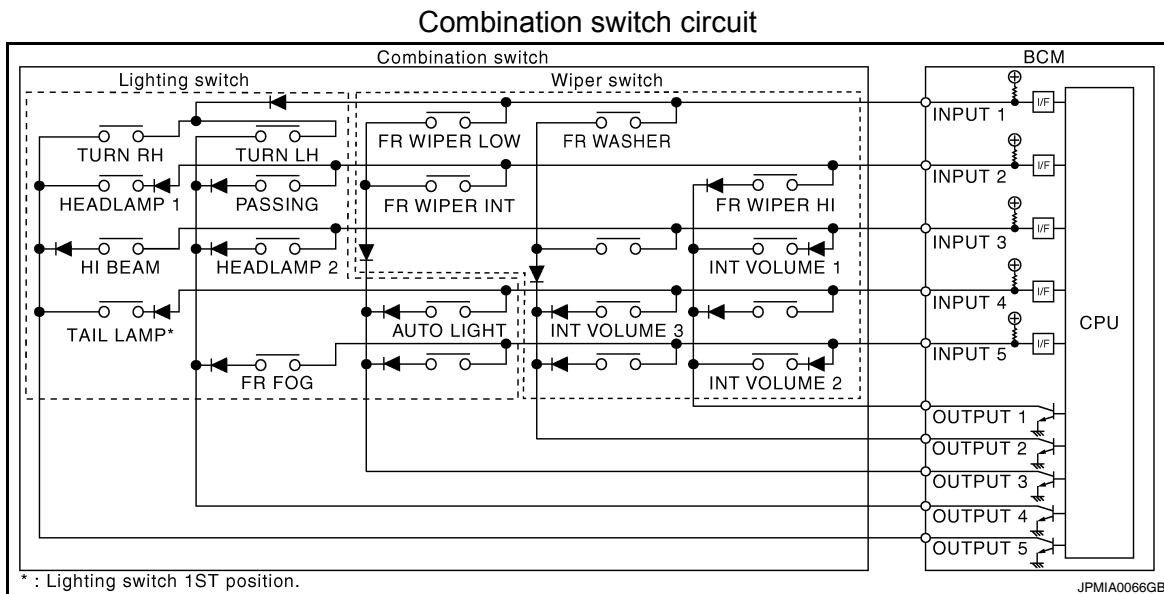 Combination switch circuit
Combination switch
BCM
Lighting switch
Wiper switch
INPUT 1
I/F
TURN RH
TURN LH
FR WIPER LOW
FR WASHER
INPUT 2
I/F
HEADLAMP 1
PASSING
FR WIPER INT
FR WIPER HI
INPUT 3
I/F
HI BEAM
HEADLAMP 2
INT VOLUME 1
INPUT 4
I/F
TAIL LAMP*
AUTO LIGHT
INT VOLUME 3
CPU
INPUT 5
I/F
FR FOG
INT VOLUME 2
OUTPUT 1
OUTPUT 2
OUTPUT 3
OUTPUT 4
OUTPUT 5
* : Lighting switch 1ST position.
JPMIA0066GB